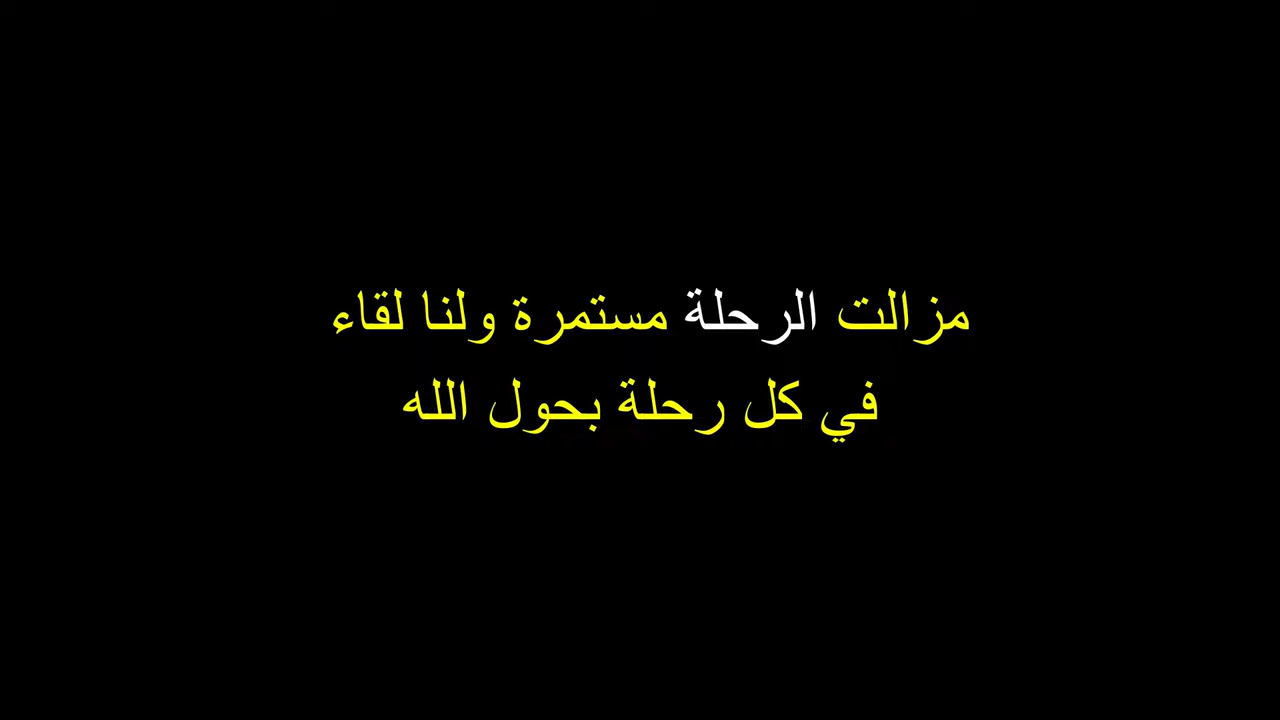 مزالت الرحلة مستمرة ولنا لقاء
في كل رحلة بحول الله